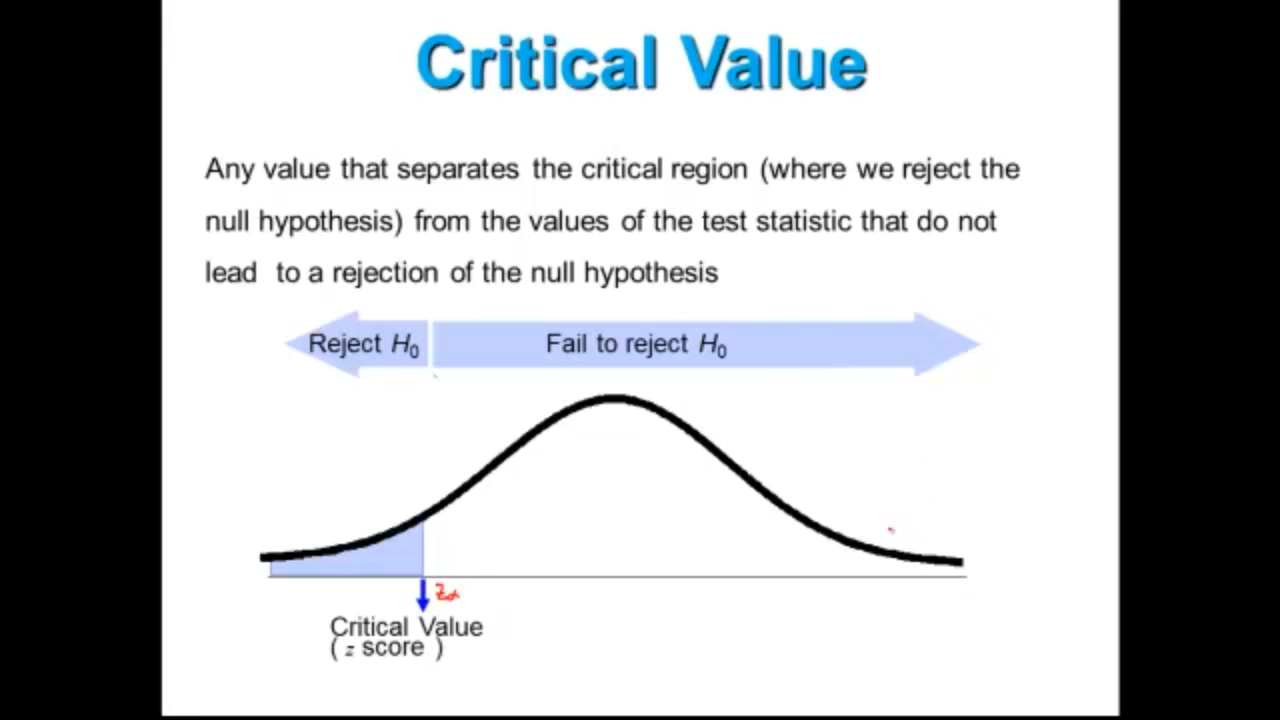 Critical Value
Any value that separates the critical region (where we reject the
null hypothesis) from the values of the test statistic that do not
lead to a rejection of the null hypothesis
Reject H₀
Fail to reject H₀
zα
Critical Value
( z score )